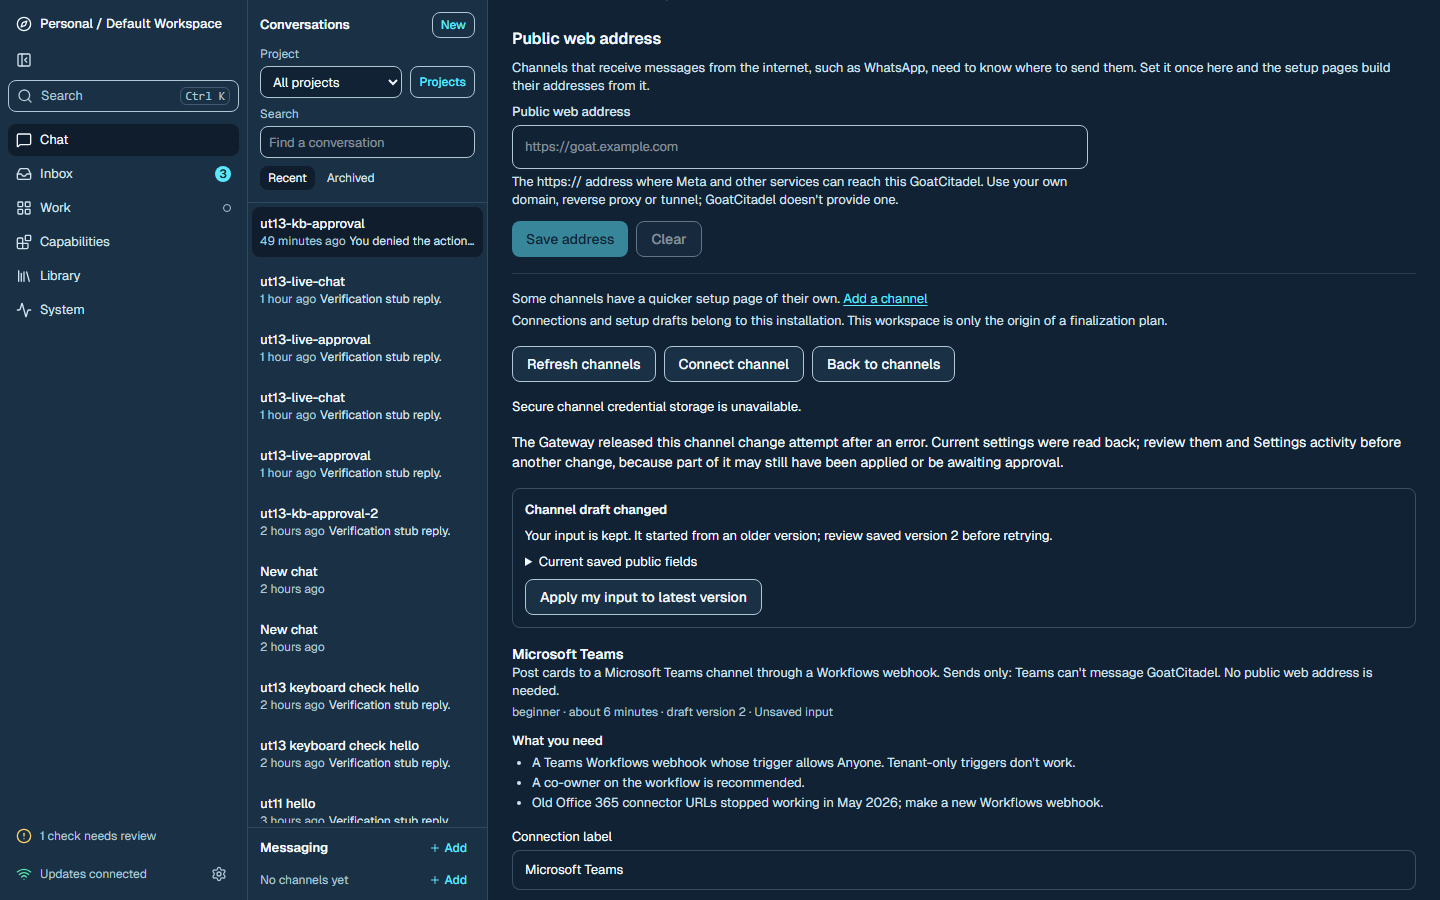 Personal / Default Workspace
Search
Ctrl K
Chat
Inbox
3
Work
Capabilities
Library
System
1 check needs review
Updates connected
Conversations
New
Project
All projects
Projects
Search
Find a conversation
Recent
Archived
ut13-kb-approval
49 minutes ago You denied the action...
ut13-live-chat
1 hour ago Verification stub reply.
ut13-live-approval
1 hour ago Verification stub reply.
ut13-live-chat
1 hour ago Verification stub reply.
ut13-live-approval
1 hour ago Verification stub reply.
ut13-kb-approval-2
2 hours ago Verification stub reply.
New chat
2 hours ago
New chat
2 hours ago
ut13 keyboard check hello
2 hours ago Verification stub reply.
ut13 keyboard check hello
2 hours ago Verification stub reply.
ut11 hello
3 hours ago Verification stub reply.
Messaging
+ Add
No channels yet
+ Add
Public web address
Channels that receive messages from the internet, such as WhatsApp, need to know where to send them. Set it once here and the setup pages build
their addresses from it.
Public web address
https://goat.example.com
The https:// address where Meta and other services can reach this GoatCitadel. Use your own
domain, reverse proxy or tunnel; GoatCitadel doesn't provide one.
Save address
Clear
Some channels have a quicker setup page of their own. Add a channel
Connections and setup drafts belong to this installation. This workspace is only the origin of a finalization plan.
Refresh channels
Connect channel
Back to channels
Secure channel credential storage is unavailable.
The Gateway released this channel change attempt after an error. Current settings were read back; review them and Settings activity before
another change, because part of it may still have been applied or be awaiting approval.
Channel draft changed
Your input is kept. It started from an older version; review saved version 2 before retrying.
Current saved public fields
Apply my input to latest version
Microsoft Teams
Post cards to a Microsoft Teams channel through a Workflows webhook. Sends only: Teams can't message GoatCitadel. No public web address is
needed.
beginner · about 6 minutes · draft version 2 · Unsaved input
What you need
• A Teams Workflows webhook whose trigger allows Anyone. Tenant-only triggers don't work.
• A co-owner on the workflow is recommended.
• Old Office 365 connector URLs stopped working in May 2026; make a new Workflows webhook.
Connection label
Microsoft Teams